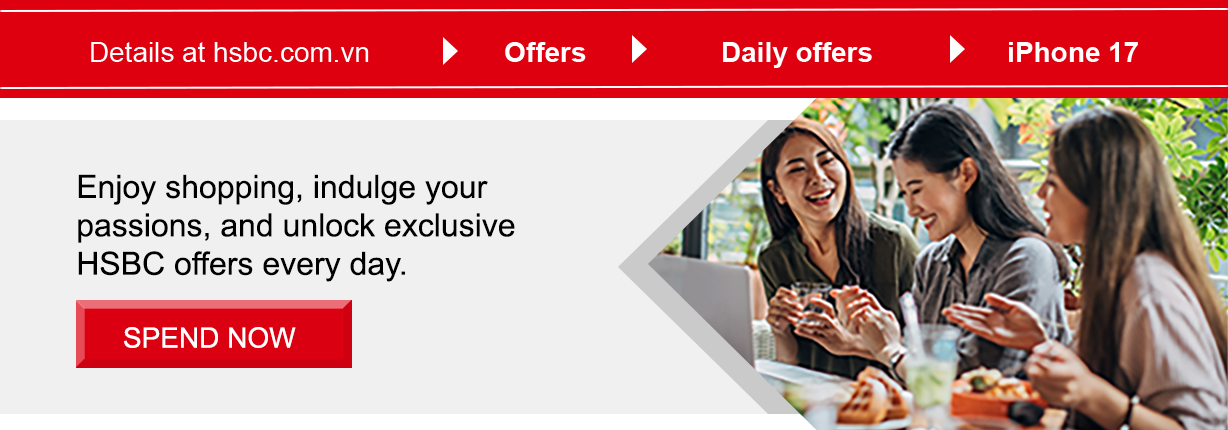 Details at hsbc.com.vn Offers Daily offers iPhone 17
Enjoy shopping, indulge your
passions, and unlock exclusive
HSBC offers every day.
SPEND NOW